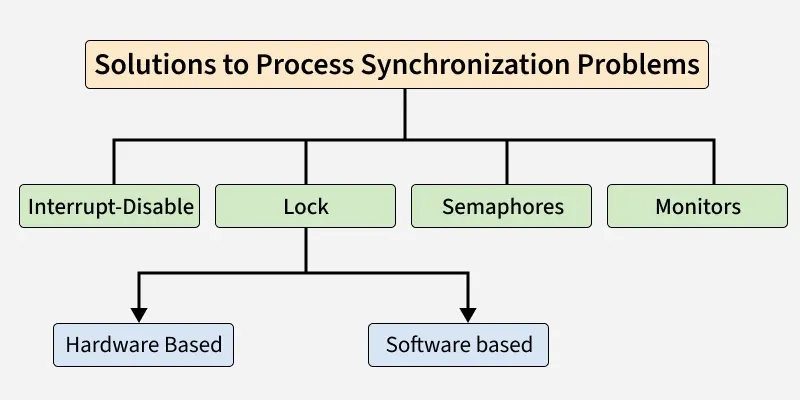 Solutions to Process Synchronization Problems
Interrupt-Disable
Lock
Semaphores
Monitors
Hardware Based
Software based